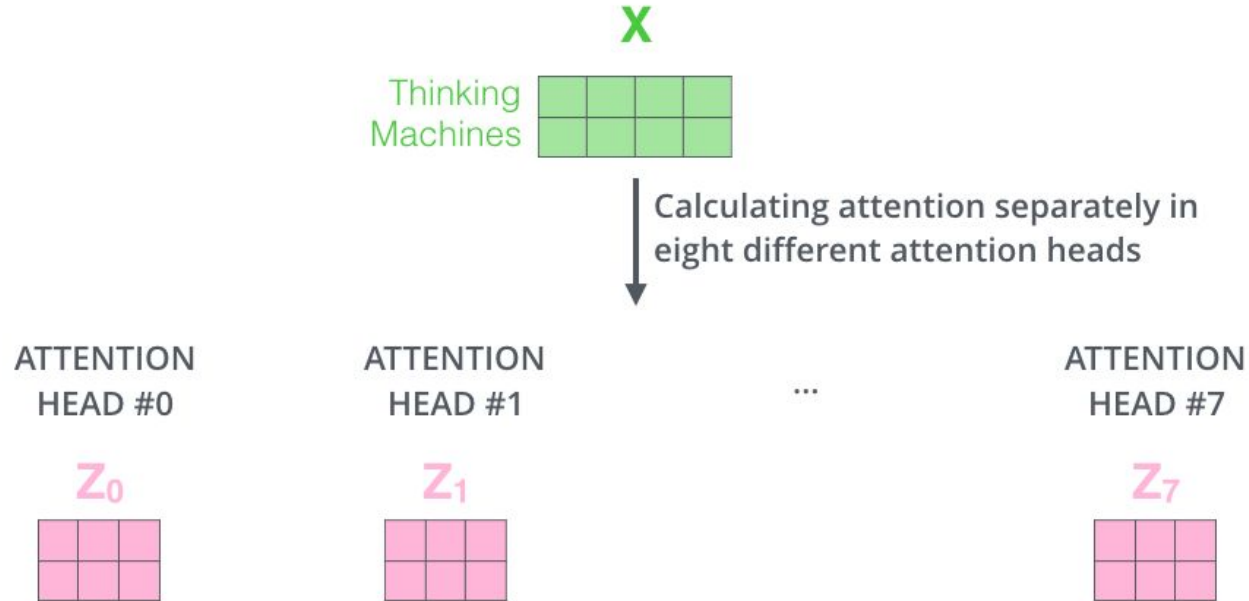 X
Thinking
Machines
Calculating attention separately in
eight different attention heads
ATTENTION
HEAD #0
ATTENTION
HEAD #1
...
ATTENTION
HEAD #7
Z₀
Z₁
Z₇